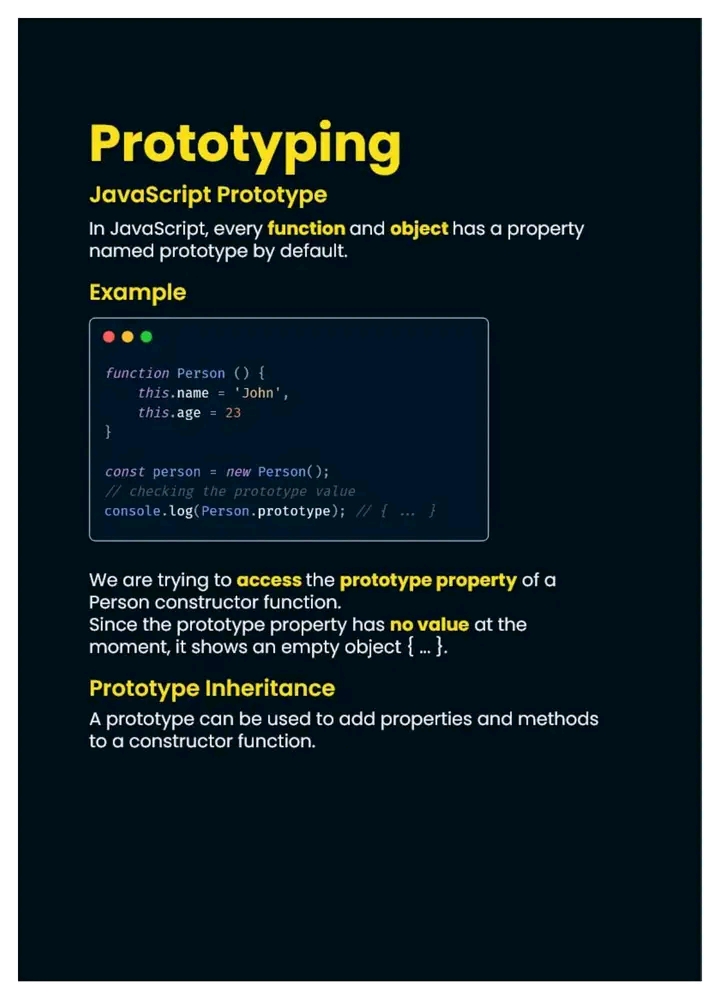 Prototyping
JavaScript Prototype
In JavaScript, every function and object has a property
named prototype by default.
Example
function Person () {
    this.name = 'John',
    this.age = 23
}
const person = new Person();
// checking the prototype value
console.log(Person.prototype); // { ... }
We are trying to access the prototype property of a
Person constructor function.
Since the prototype property has no value at the
moment, it shows an empty object { ... }.
Prototype Inheritance
A prototype can be used to add properties and methods
to a constructor function.